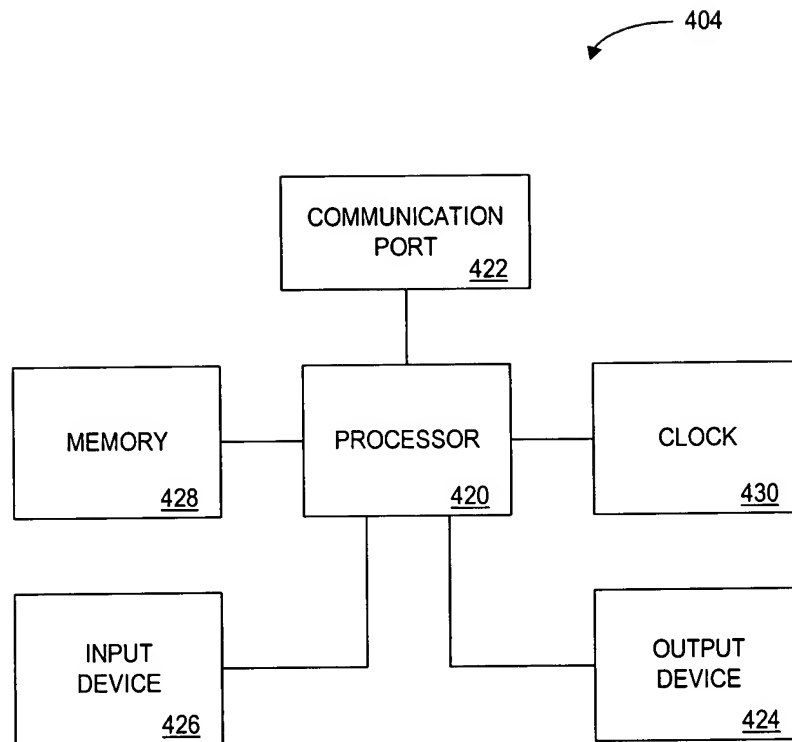 404
COMMUNICATION
PORT
422
MEMORY
428
PROCESSOR
420
CLOCK
430
INPUT
DEVICE
426
OUTPUT
DEVICE
424